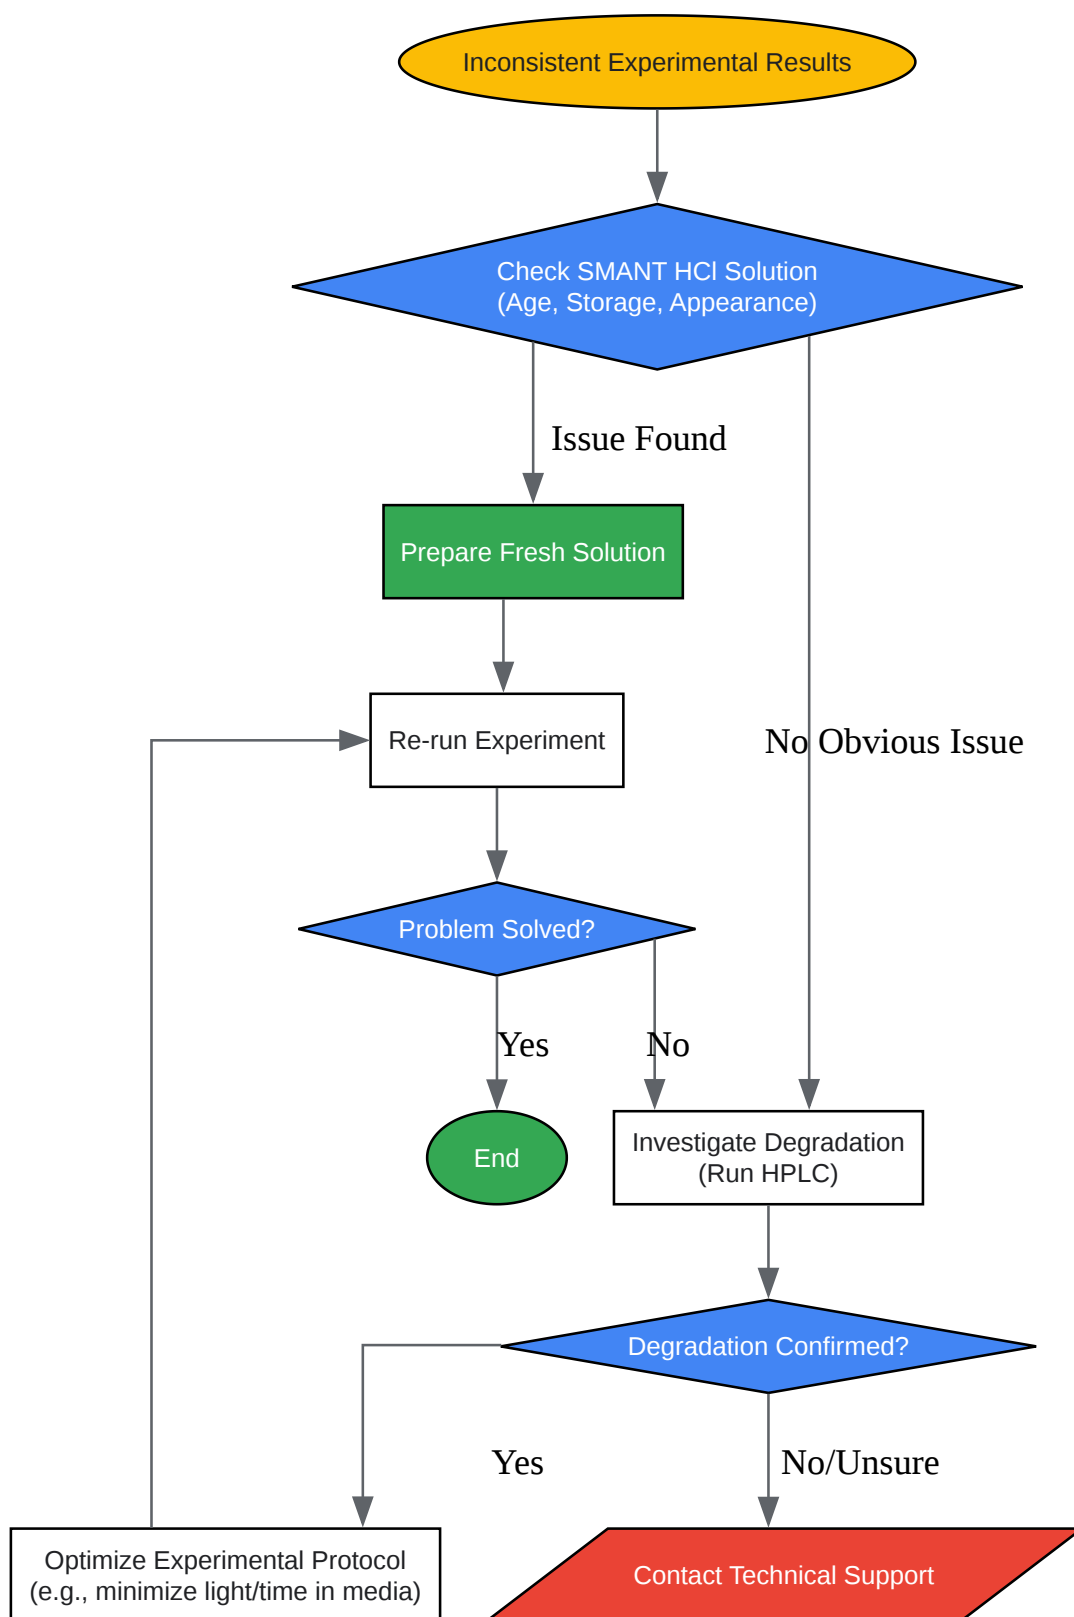 Inconsistent Experimental Results
Check SMANT HCl Solution
(Age, Storage, Appearance)
Issue Found
Prepare Fresh Solution
Re-run Experiment
No Obvious Issue
Problem Solved?
Yes
No
End
Investigate Degradation
(Run HPLC)
Degradation Confirmed?
Yes
No/Unsure
Optimize Experimental Protocol
(e.g., minimize light/time in media)
Contact Technical Support